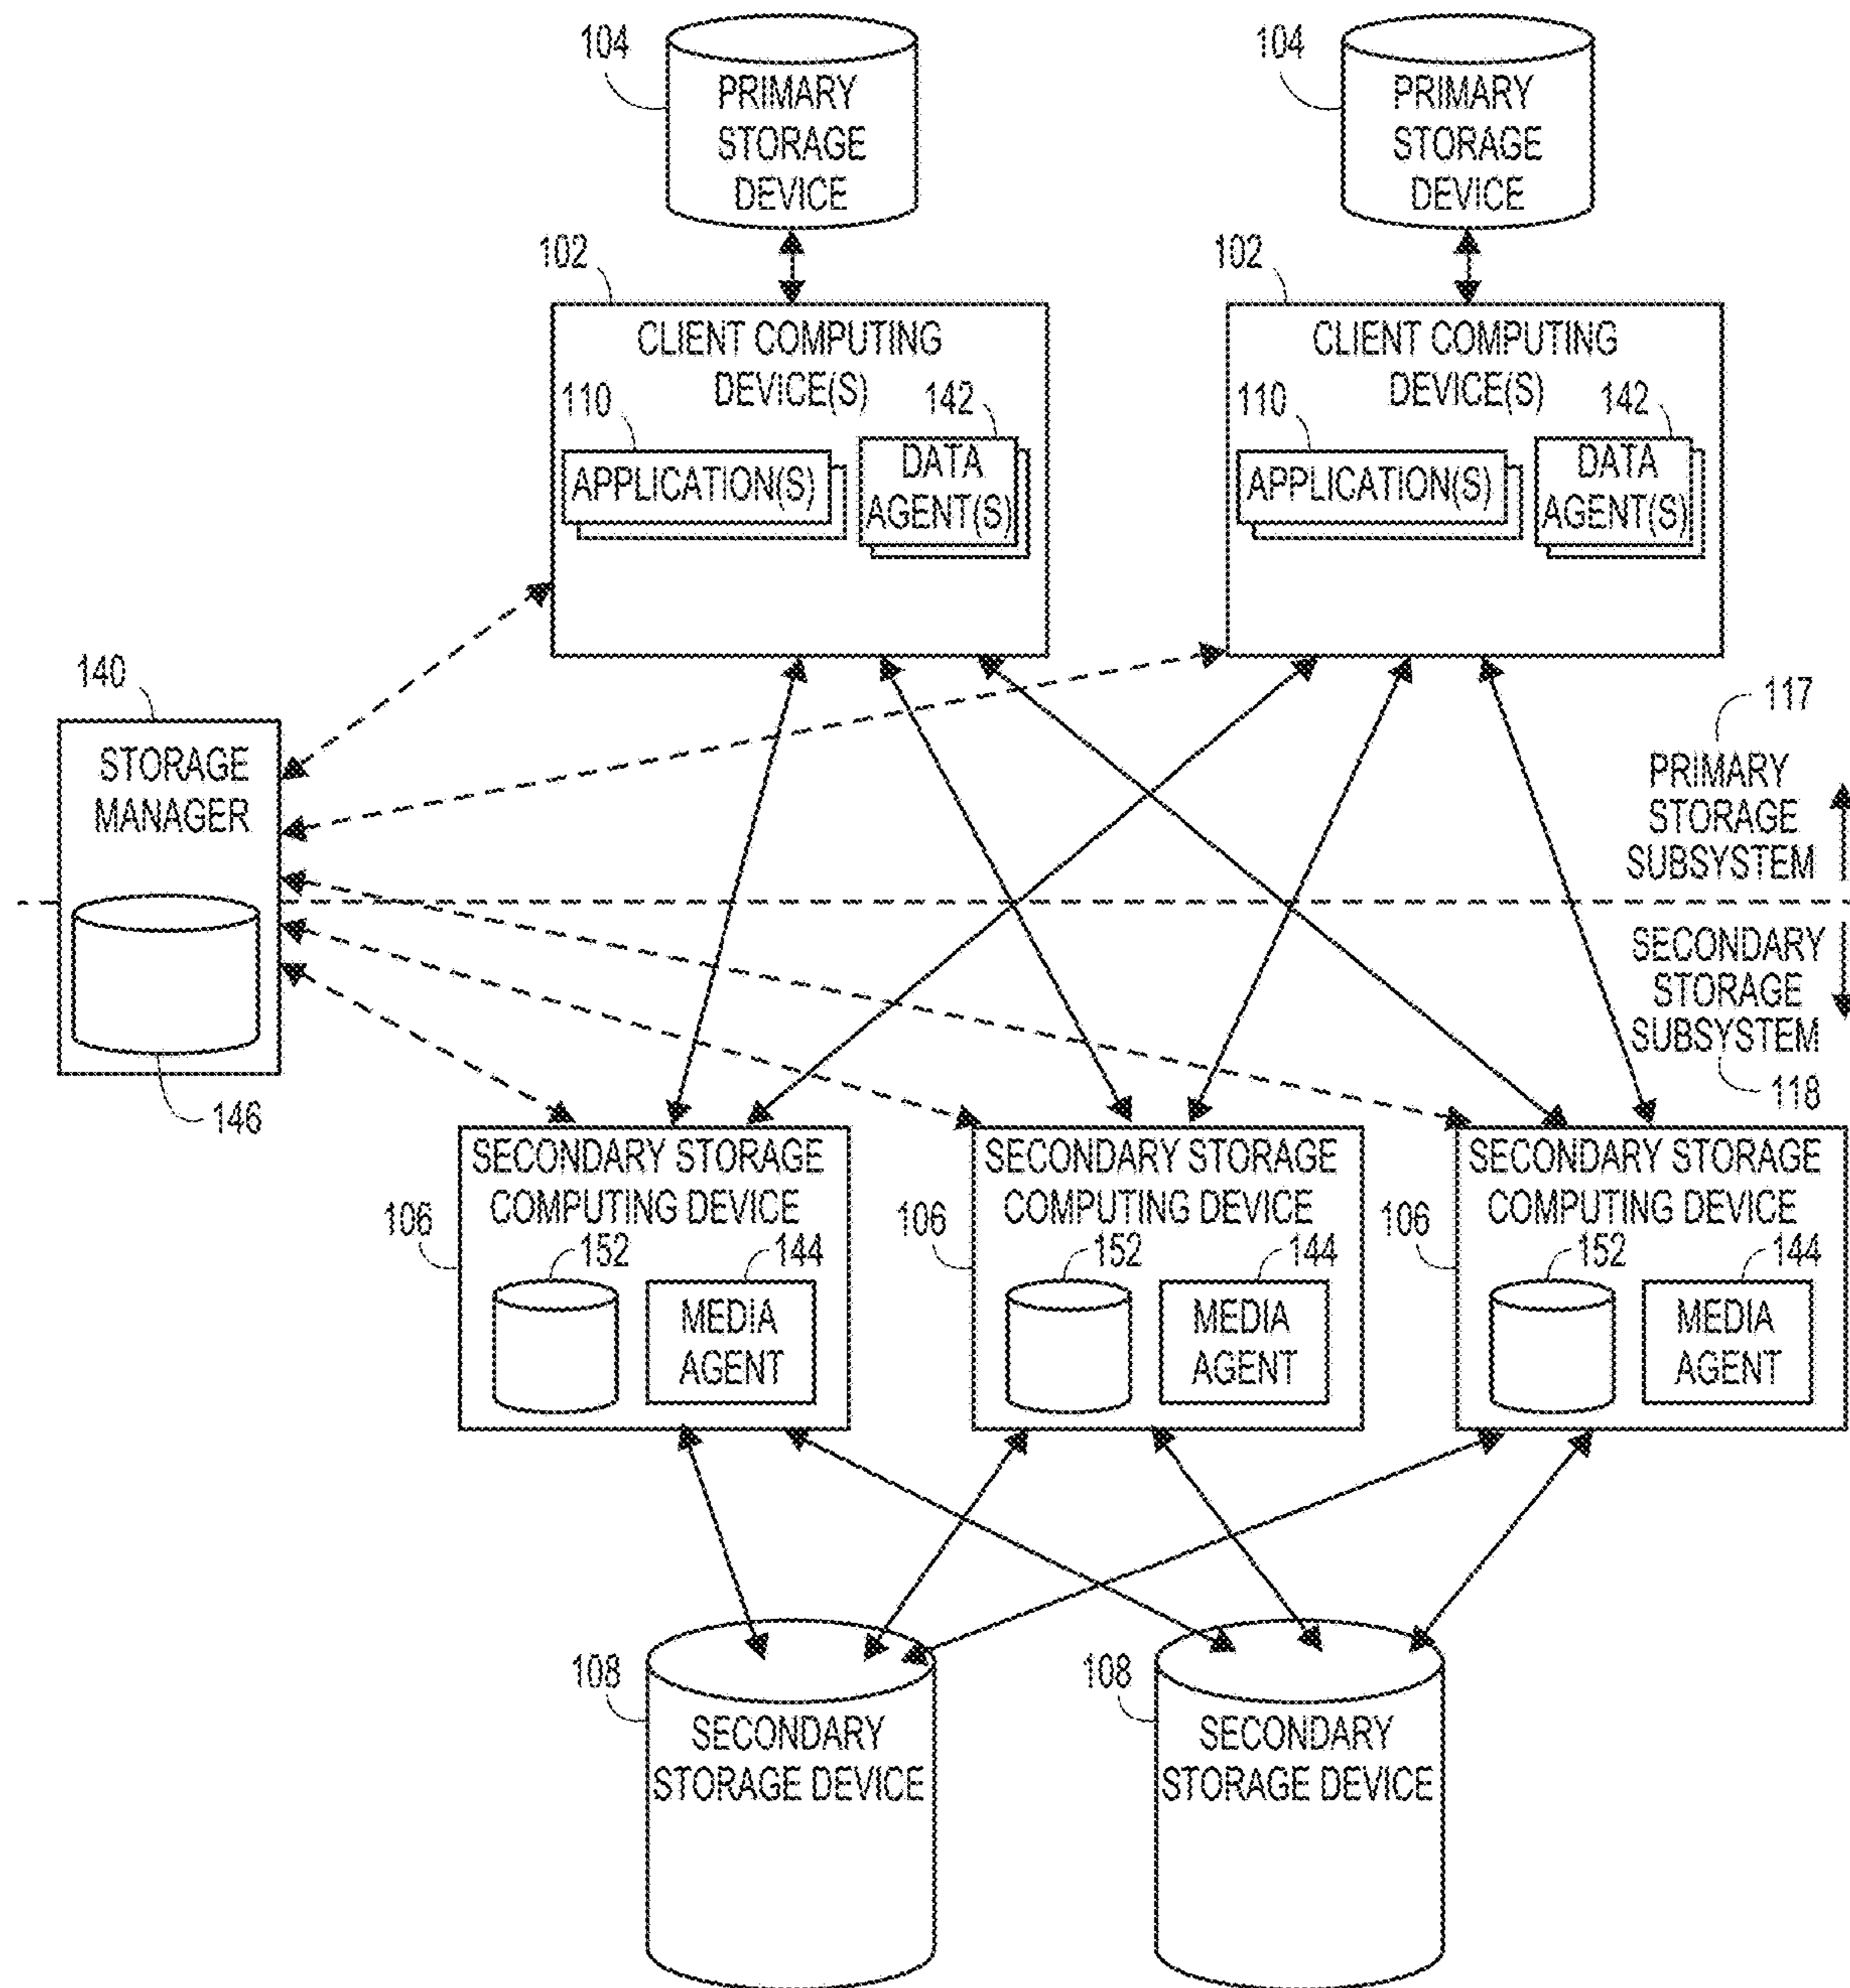 104
PRIMARY
STORAGE
DEVICE
104
PRIMARY
STORAGE
DEVICE
102
CLIENT COMPUTING
DEVICE(S)
110
142
APPLICATION(S)
DATA
AGENT(S)
102
CLIENT COMPUTING
DEVICE(S)
110
142
APPLICATION(S)
DATA
AGENT(S)
140
STORAGE
MANAGER
146
117
PRIMARY
STORAGE
SUBSYSTEM
SECONDARY
STORAGE
SUBSYSTEM
118
SECONDARY STORAGE
COMPUTING DEVICE
106
152
144
MEDIA
AGENT
SECONDARY STORAGE
COMPUTING DEVICE
106
152
144
MEDIA
AGENT
SECONDARY STORAGE
COMPUTING DEVICE
106
152
144
MEDIA
AGENT
108
SECONDARY
STORAGE DEVICE
108
SECONDARY
STORAGE DEVICE